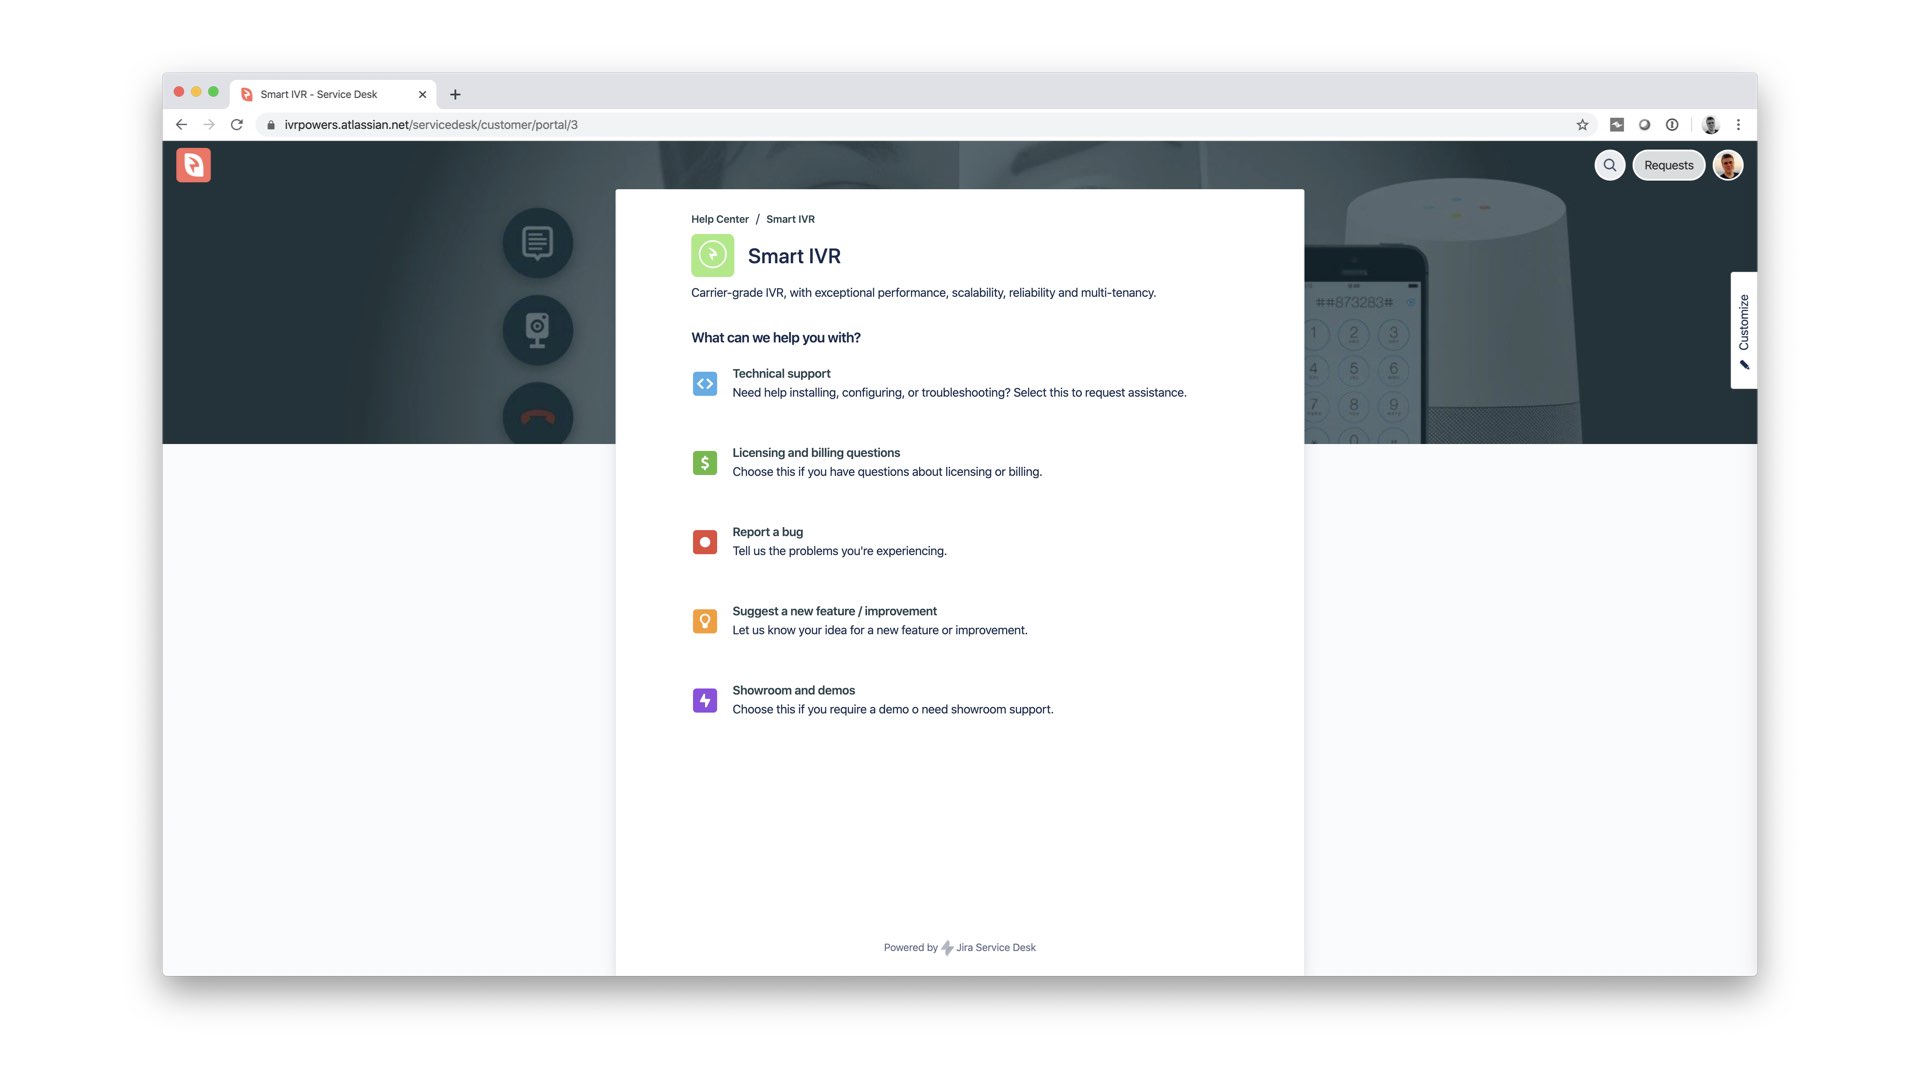 Smart IVR - Service Desk
ivrpowers.atlassian.net/servicedesk/customer/portal/3
Requests
Help Center / Smart IVR
Smart IVR
Carrier-grade IVR, with exceptional performance, scalability, reliability and multi-tenancy.
What can we help you with?
Technical support
Need help installing, configuring, or troubleshooting? Select this to request assistance.
Licensing and billing questions
Choose this if you have questions about licensing or billing.
Report a bug
Tell us the problems you're experiencing.
Suggest a new feature / improvement
Let us know your idea for a new feature or improvement.
Showroom and demos
Choose this if you require a demo o need showroom support.
Powered by Jira Service Desk
##873283#
1 2 3
4 5 6
7 8 9
* 0
Customize